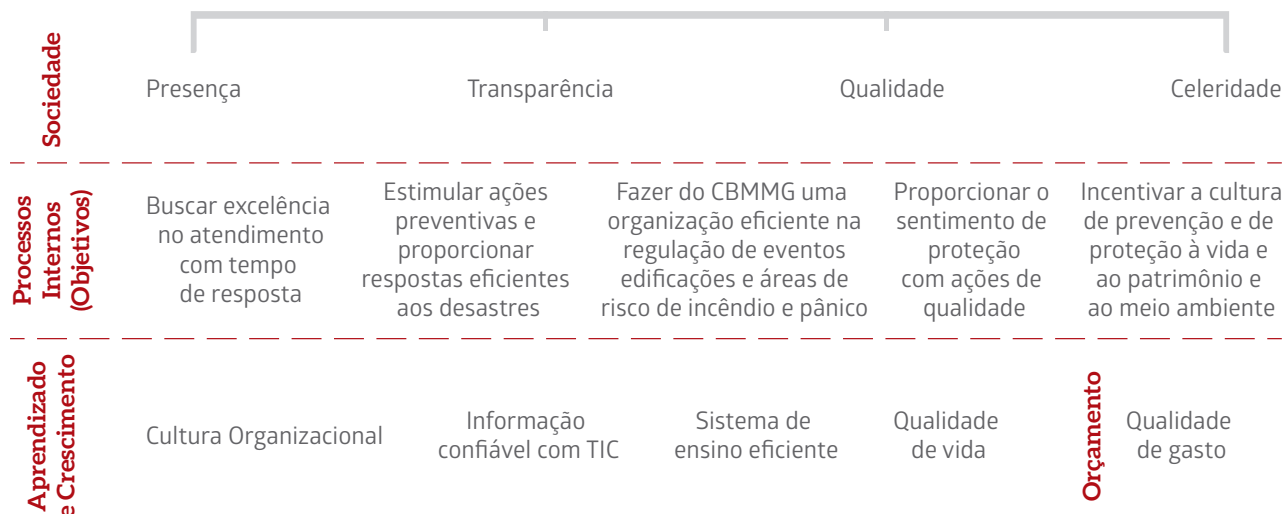 Sociedade
Presença
Transparência
Qualidade
Celeridade
Processos
Internos
(Objetivos)
Buscar excelência
no atendimento
com tempo
de resposta
Estimular ações
preventivas e
proporcionar
respostas eficientes
aos desastres
Fazer do CBMMG uma
organização eficiente na
regulação de eventos
edificações e áreas de
risco de incêndio e pânico
Proporcionar o
sentimento de
proteção
com ações de
qualidade
Incentivar a cultura
de prevenção e de
proteção à vida e
ao patrimônio e
ao meio ambiente
Aprendizado
e Crescimento
Cultura Organizacional
Informação
confiável com TIC
Sistema de
ensino eficiente
Qualidade
de vida
Orçamento
Qualidade
de gasto